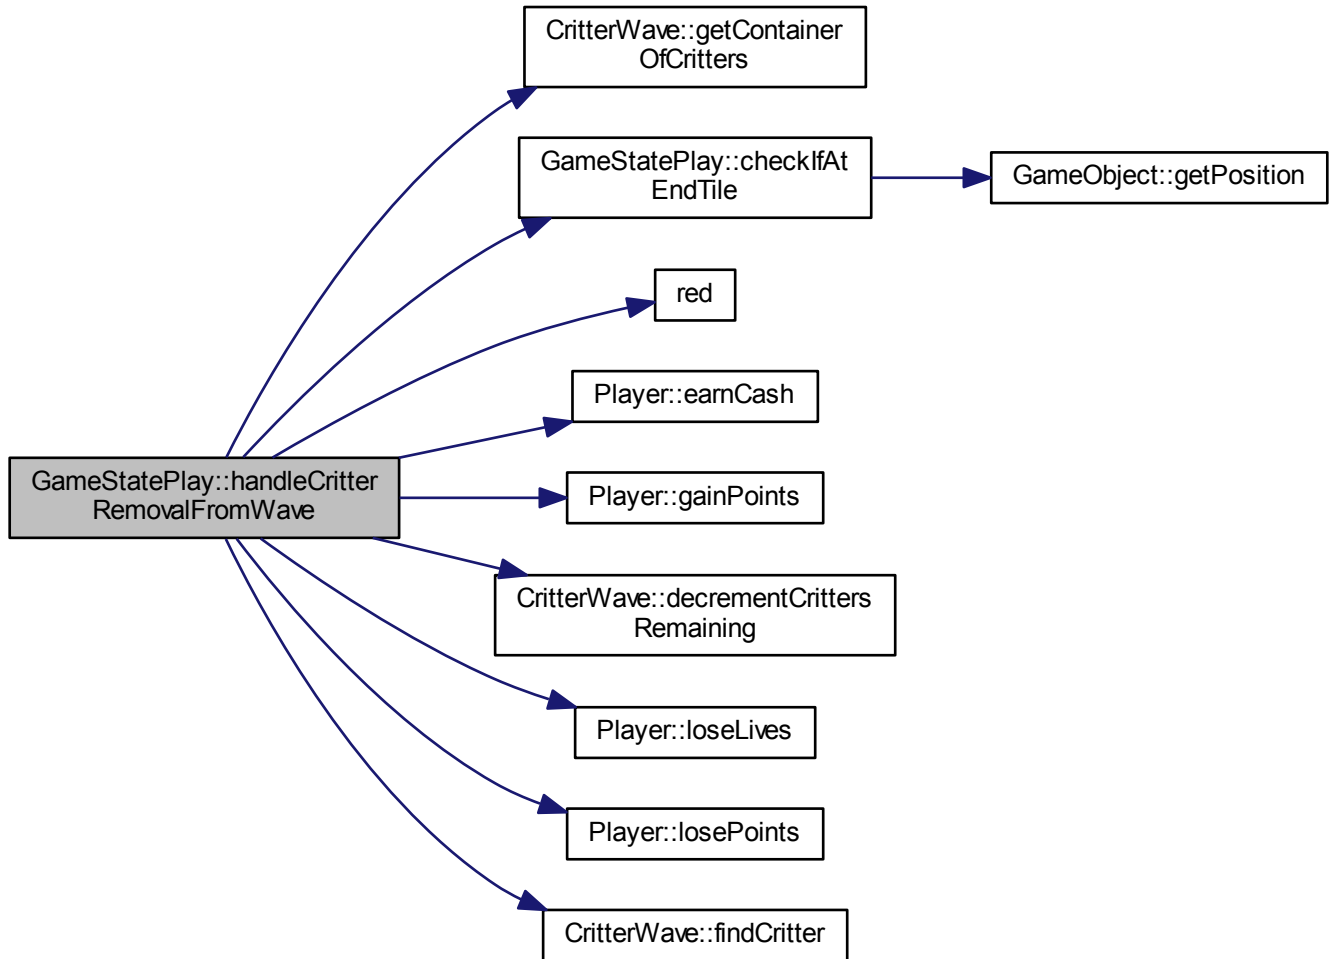 CritterWave::getContainer
OfCritters
GameStatePlay::checkIfAt
EndTile
GameObject::getPosition
red
Player::earnCash
GameStatePlay::handleCritter
RemovalFromWave
Player::gainPoints
CritterWave::decrementCritters
Remaining
Player::loseLives
Player::losePoints
CritterWave::findCritter